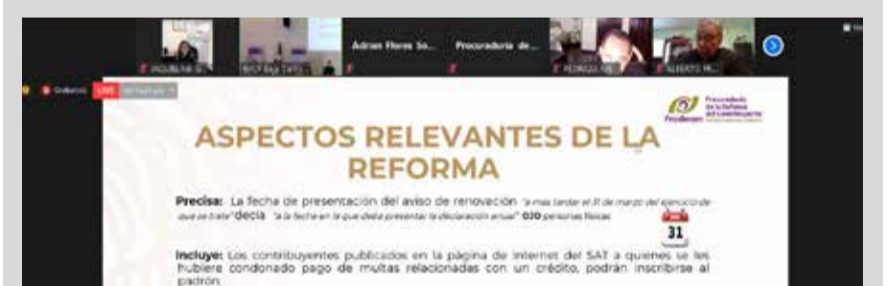 Adrian Flores So...
Procuraduría de...
LIVE
Procuraduría
de la Defensa
del Contribuyente
Prodecon
ASPECTOS RELEVANTES DE LA
REFORMA
Precisa: La fecha de presentación del aviso de renovación "a mas tardar el 31 de marzo del ejercicio de
que se trate" decía "a la fecha en la que deba presentar la declaración anual" OJO personas físicas
31
Incluye: Los contribuyentes publicados en la página de Internet del SAT a quienes se les
hubiere condonado pago de multas relacionadas con un crédito, podrán inscribirse al
padrón.